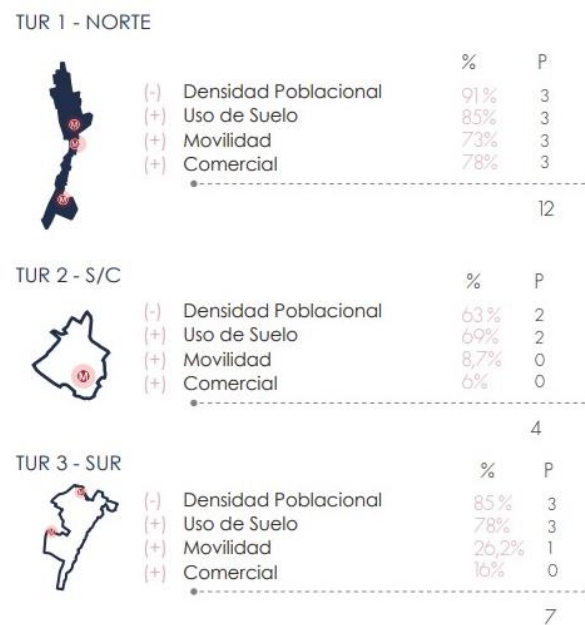 TUR 1 - NORTE
% P
(-) Densidad Poblacional 91% 3
(+) Uso de Suelo 85% 3
(+) Movilidad 73% 3
(+) Comercial 78% 3
12
M
M
M
TUR 2 - S/C
% P
(-) Densidad Poblacional 63% 2
(+) Uso de Suelo 69% 2
(+) Movilidad 8,7% 0
(+) Comercial 6% 0
4
M
TUR 3 - SUR
% P
(-) Densidad Poblacional 85% 3
(+) Uso de Suelo 78% 3
(+) Movilidad 26,2% 1
(+) Comercial 16% 0
7
M
M